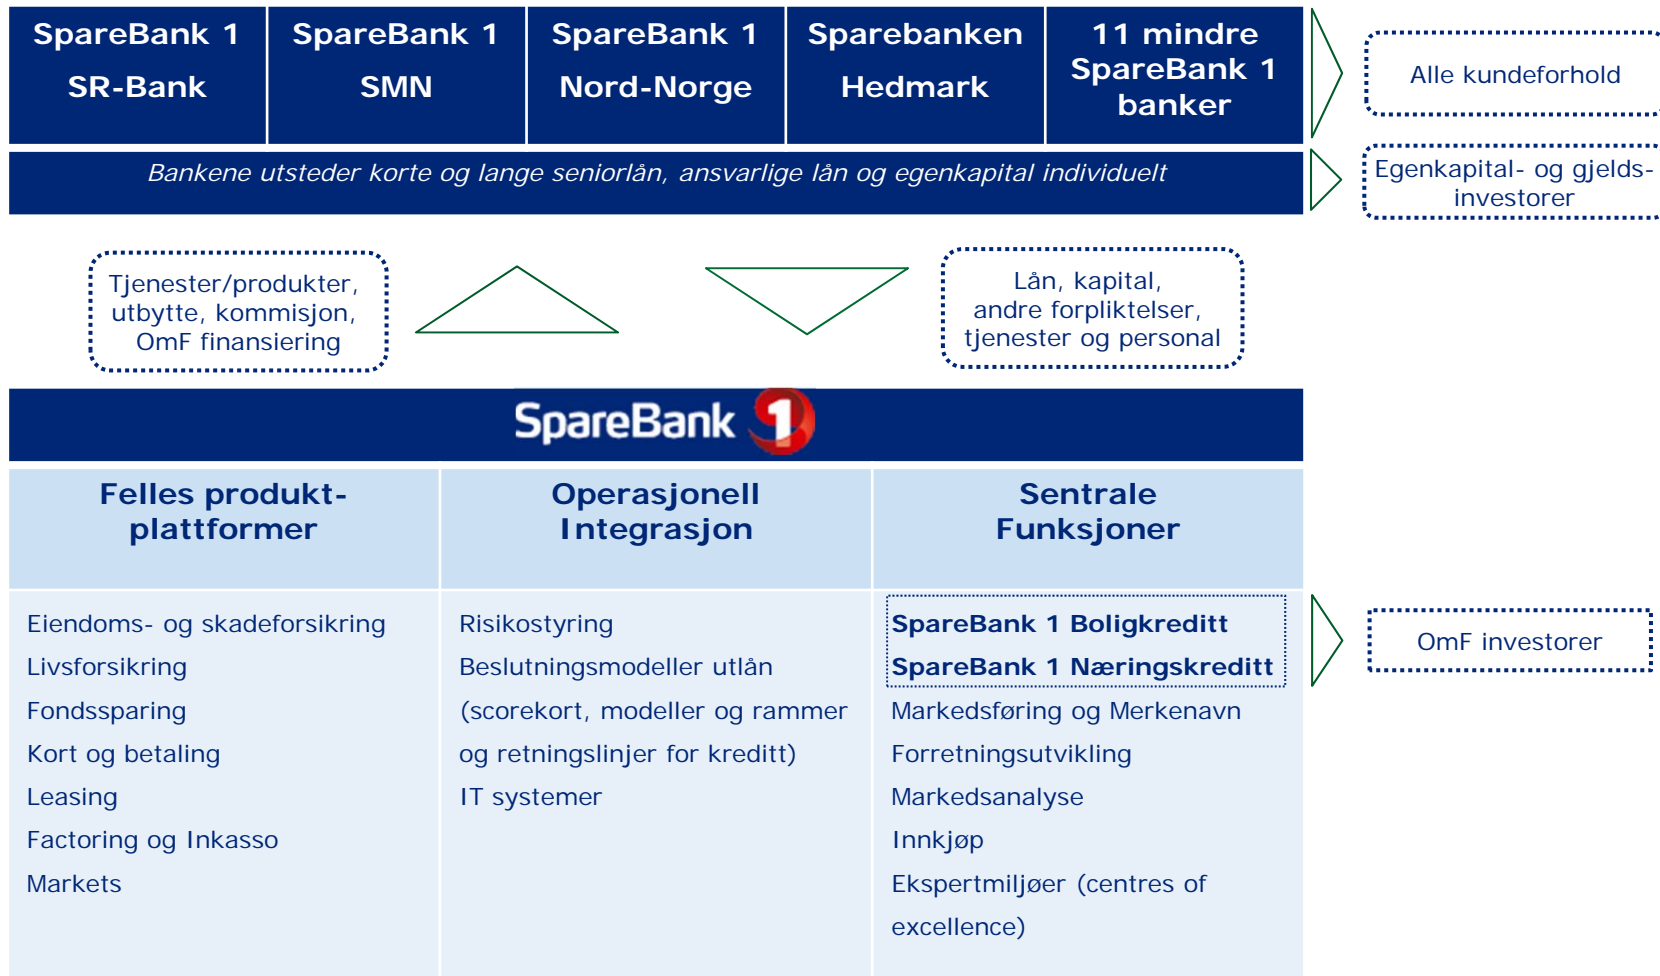 SpareBank 1
SR-Bank
SpareBank 1
SMN
SpareBank 1
Nord-Norge
Sparebanken
Hedmark
11 mindre
SpareBank 1
banker
Alle kundeforhold
Bankene utsteder korte og lange seniorlån, ansvarlige lån og egenkapital individuelt
Egenkapital- og gjelds-
investorer
Tjenester/produkter,
utbytte, kommisjon,
OmF finansiering
Lån, kapital,
andre forpliktelser,
tjenester og personal
SpareBank 1
Felles produkt-
plattformer
Operasjonell
Integrasjon
Sentrale
Funksjoner
Eiendoms- og skadeforsikring
Livsforsikring
Fondssparing
Kort og betaling
Leasing
Factoring og Inkasso
Markets
Risikostyring
Beslutningsmodeller utlån
(scorekort, modeller og rammer
og retningslinjer for kreditt)
IT systemer
SpareBank 1 Boligkreditt
SpareBank 1 Næringskreditt
Markedsføring og Merkenavn
Forretningsutvikling
Markedsanalyse
Innkjøp
Ekspertmiljøer (centres of
excellence)
OmF investorer